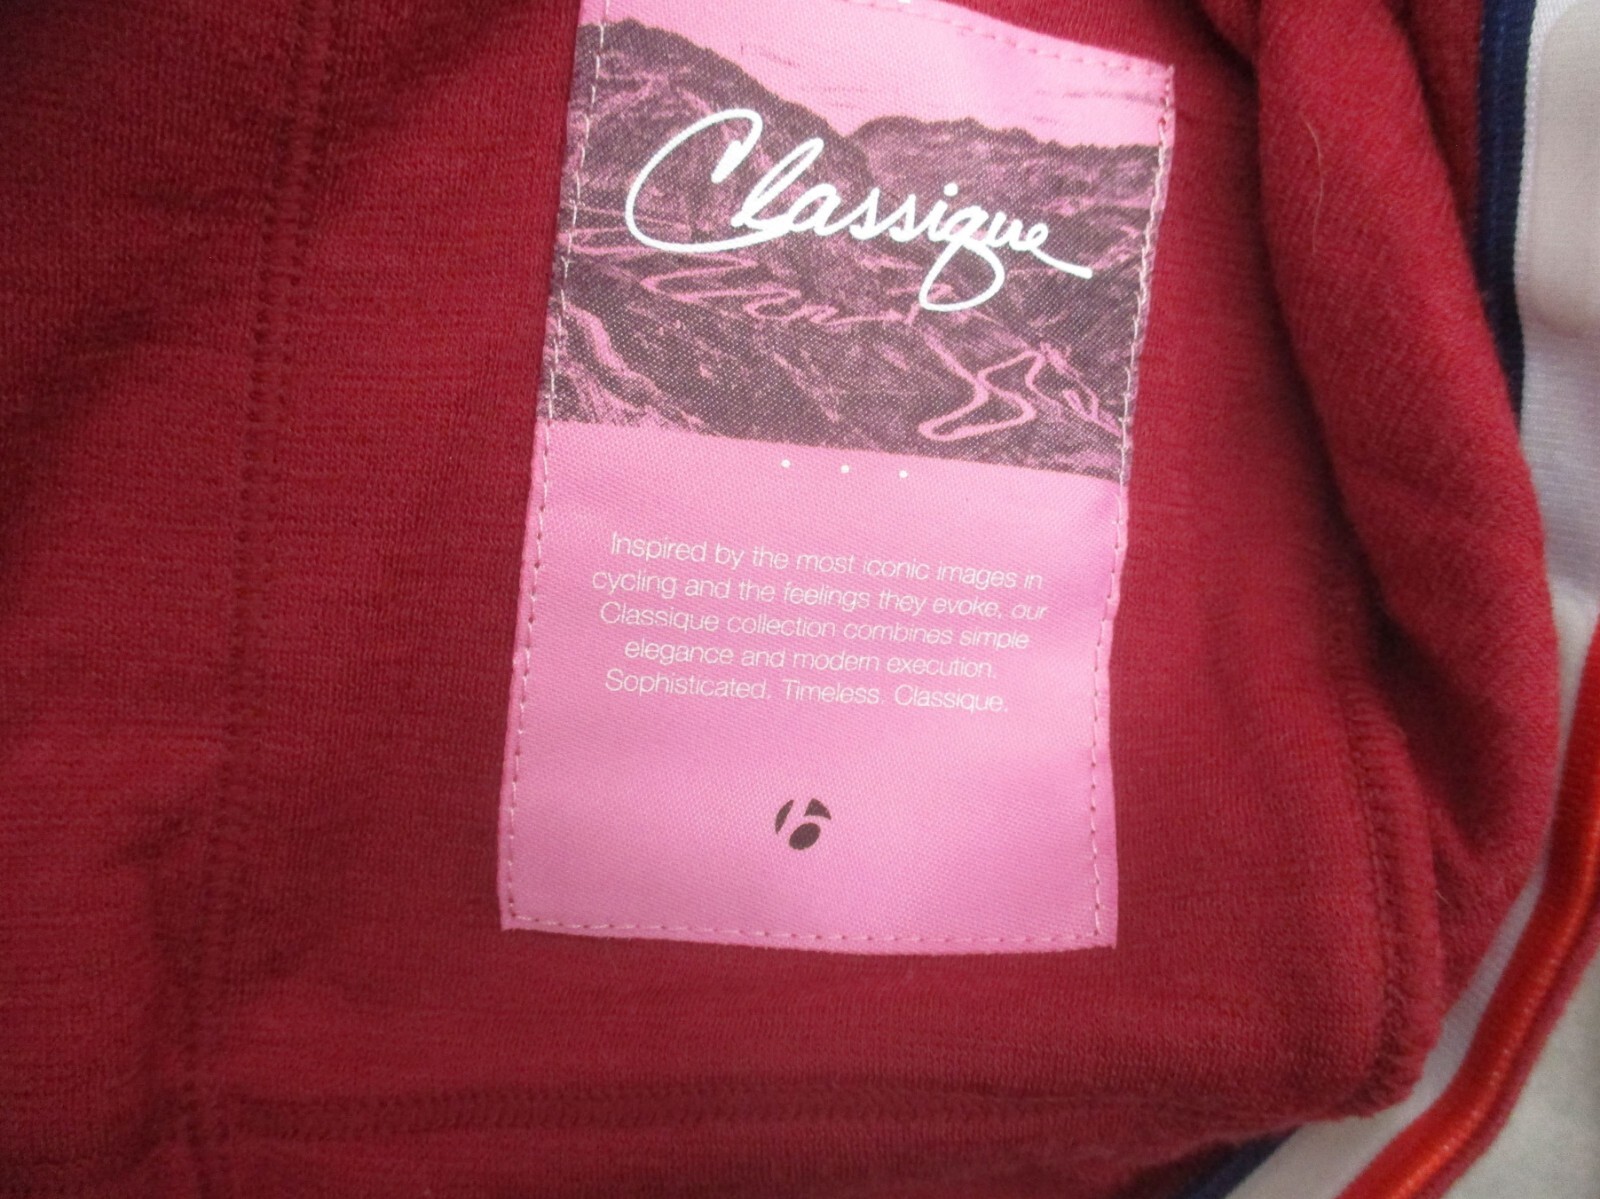 Classique
Inspired by the most iconic images in
cycling and the feelings they evoke, our
Classique collection combines simple
elegance and modern execution.
Sophisticated. Timeless. Classique.